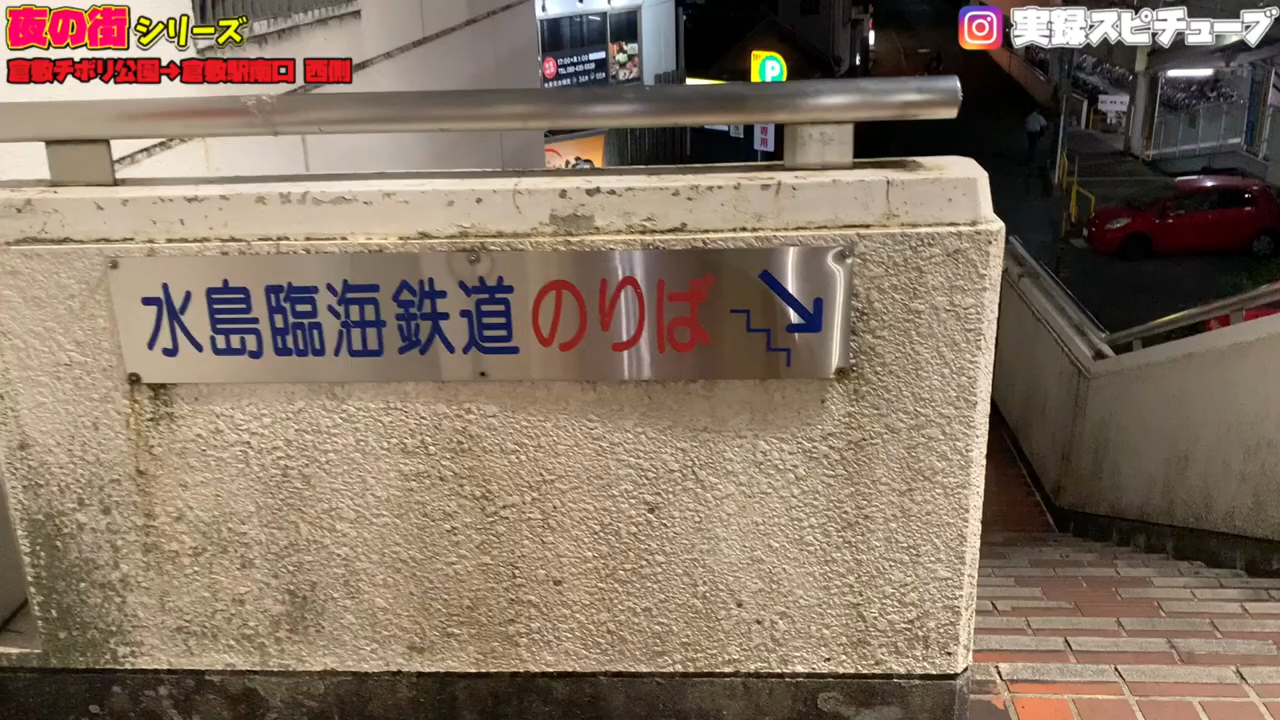 夜の街 シリーズ
倉敷チボリ公園→倉敷駅南口 西側
実録スピチューブ
P
専用
水島臨海鉄道のりば